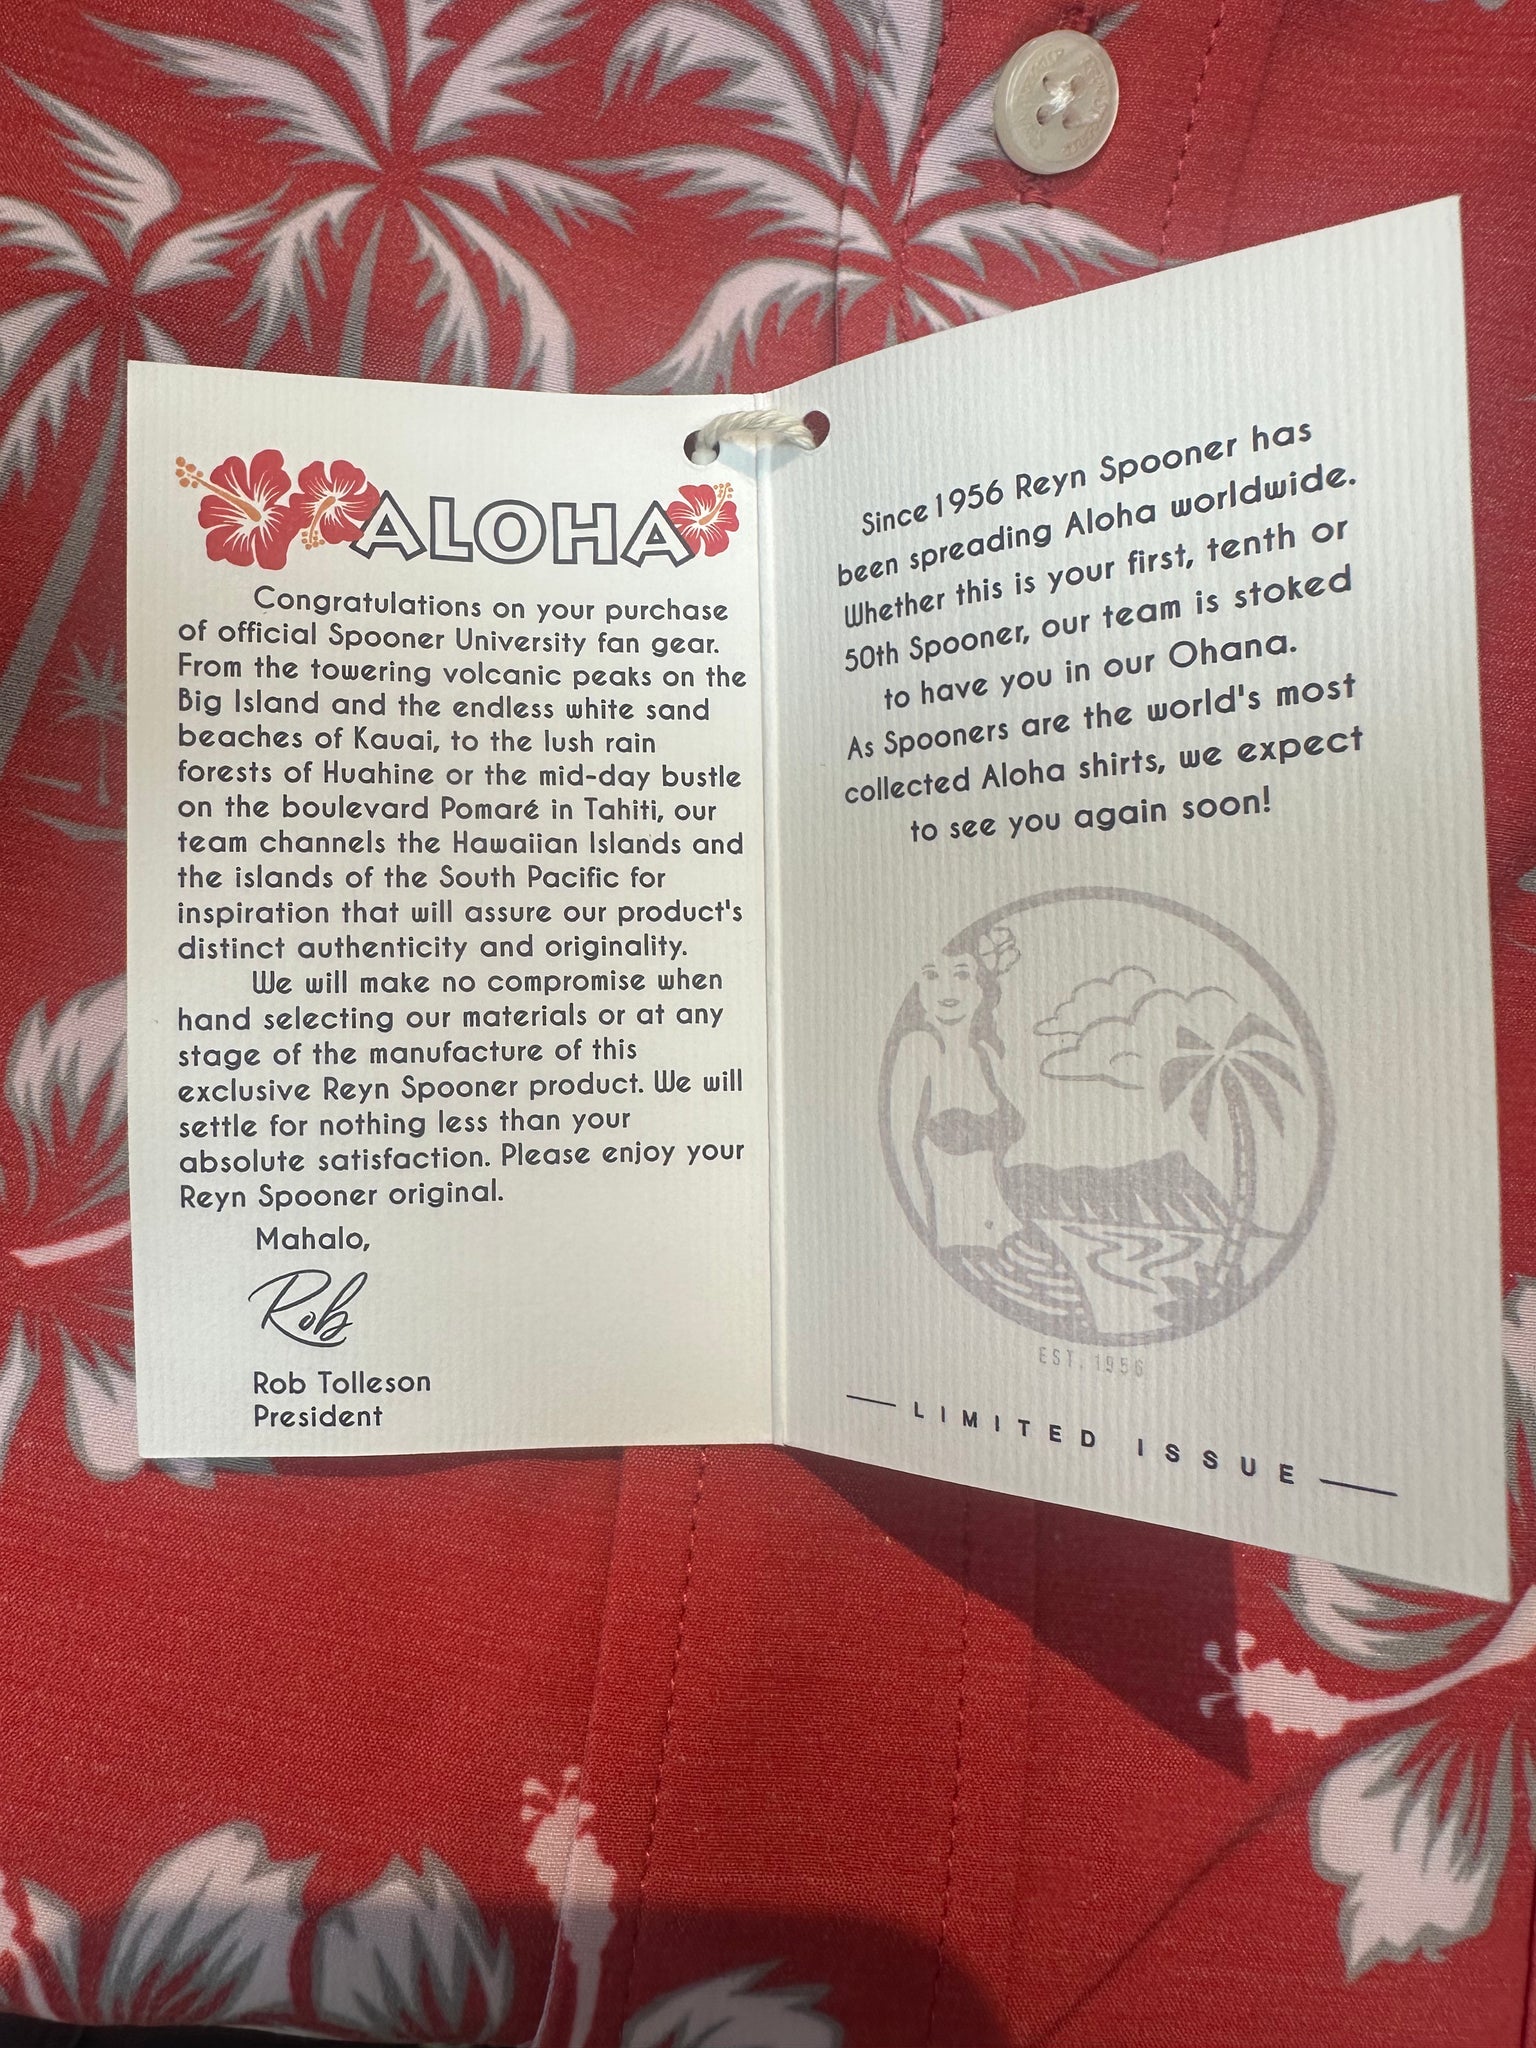 ALOHA
Congratulations on your purchase
of official Spooner University fan gear.
From the towering volcanic peaks on the
Big Island and the endless white sand
beaches of Kauai, to the lush rain
forests of Huahine or the mid-day bustle
on the boulevard Pomaré in Tahiti, our
team channels the Hawaiian Islands and
the islands of the South Pacific for
inspiration that will assure our product's
distinct authenticity and originality.
We will make no compromise when
hand selecting our materials or at any
stage of the manufacture of this
exclusive Reyn Spooner product. We will
settle for nothing less than your
absolute satisfaction. Please enjoy your
Reyn Spooner original.
Mahalo,
Rob
Rob Tolleson
President
Since 1956 Reyn Spooner has
been spreading Aloha worldwide.
Whether this is your first, tenth or
50th Spooner, our team is stoked
to have you in our Ohana.
As Spooners are the world's most
collected Aloha shirts, we expect
to see you again soon!
EST. 1956
LIMITED ISSUE